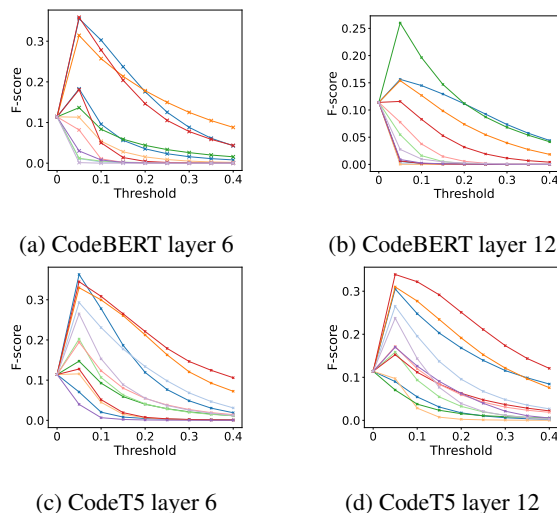 F-score
0.3
0.2
0.1
0.0
0 0.1 0.2 0.3 0.4
Threshold
(a) CodeBERT layer 6
F-score
0.25
0.20
0.15
0.10
0.05
0.00
0 0.1 0.2 0.3 0.4
Threshold
(b) CodeBERT layer 12
F-score
0.3
0.2
0.1
0.0
0 0.1 0.2 0.3 0.4
Threshold
(c) CodeT5 layer 6
F-score
0.3
0.2
0.1
0.0
0 0.1 0.2 0.3 0.4
Threshold
(d) CodeT5 layer 12